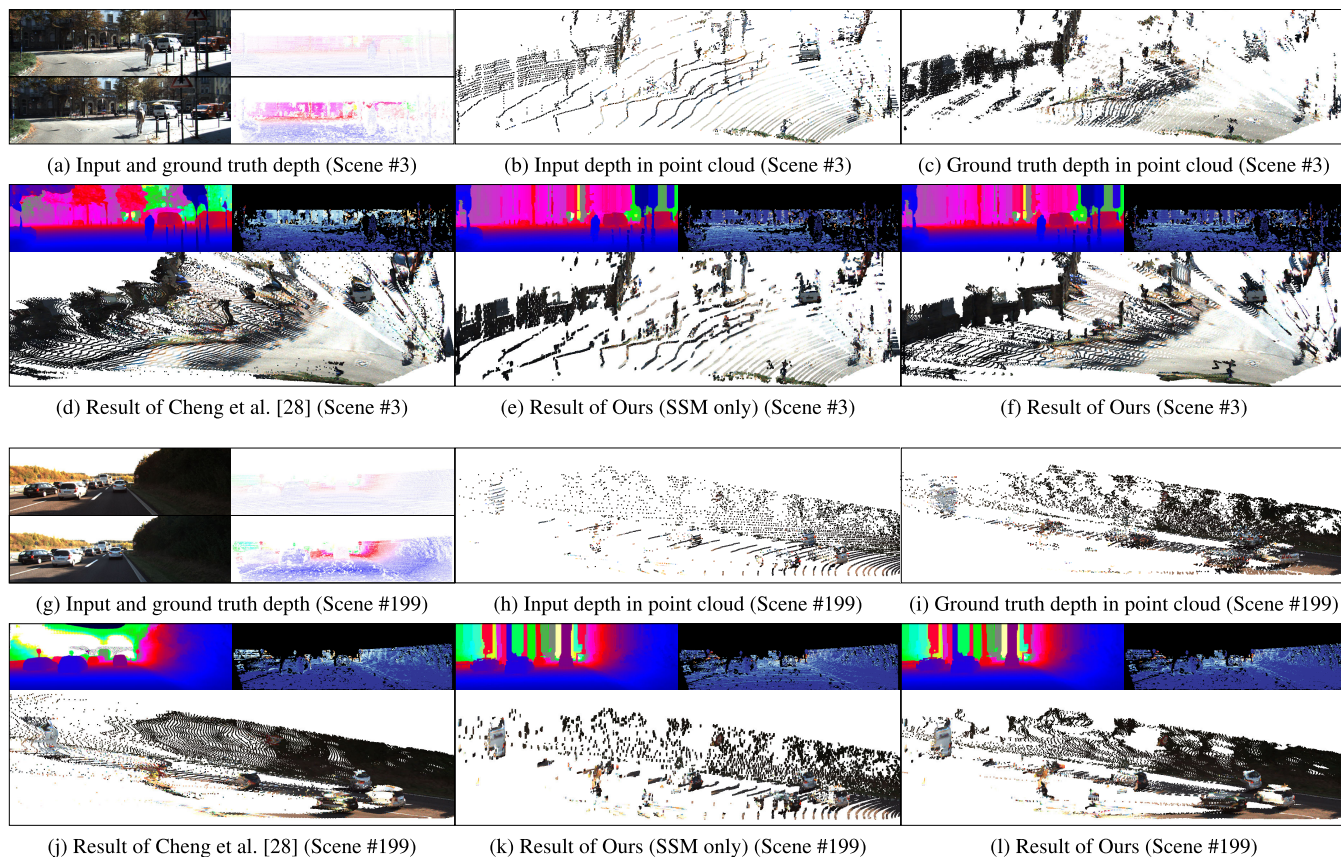 (a) Input and ground truth depth (Scene #3)
(b) Input depth in point cloud (Scene #3)
(c) Ground truth depth in point cloud (Scene #3)
(d) Result of Cheng et al. [28] (Scene #3)
(e) Result of Ours (SSM only) (Scene #3)
(f) Result of Ours (Scene #3)
(g) Input and ground truth depth (Scene #199)
(h) Input depth in point cloud (Scene #199)
(i) Ground truth depth in point cloud (Scene #199)
(j) Result of Cheng et al. [28] (Scene #199)
(k) Result of Ours (SSM only) (Scene #199)
(l) Result of Ours (Scene #199)